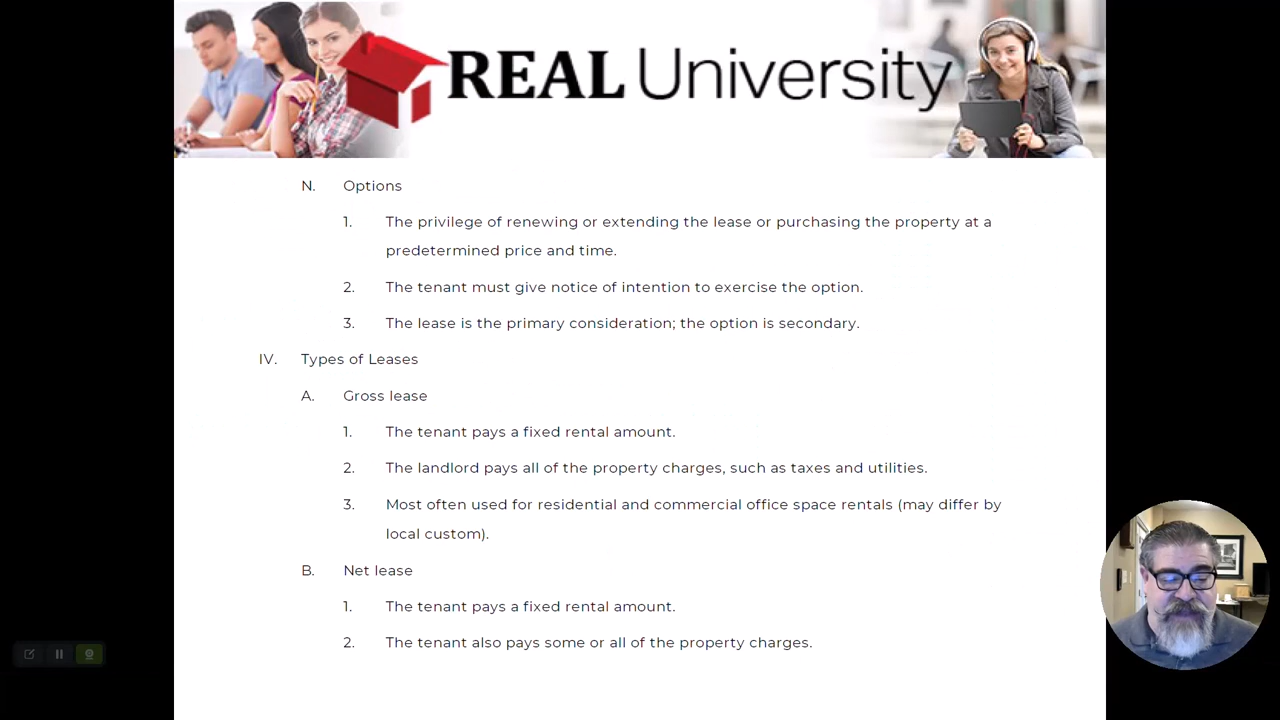 REAL University
N. Options
1. The privilege of renewing or extending the lease or purchasing the property at a
predetermined price and time.
2. The tenant must give notice of intention to exercise the option.
3. The lease is the primary consideration; the option is secondary.
IV. Types of Leases
A. Gross lease
1. The tenant pays a fixed rental amount.
2. The landlord pays all of the property charges, such as taxes and utilities.
3. Most often used for residential and commercial office space rentals (may differ by
local custom).
B. Net lease
1. The tenant pays a fixed rental amount.
2. The tenant also pays some or all of the property charges.